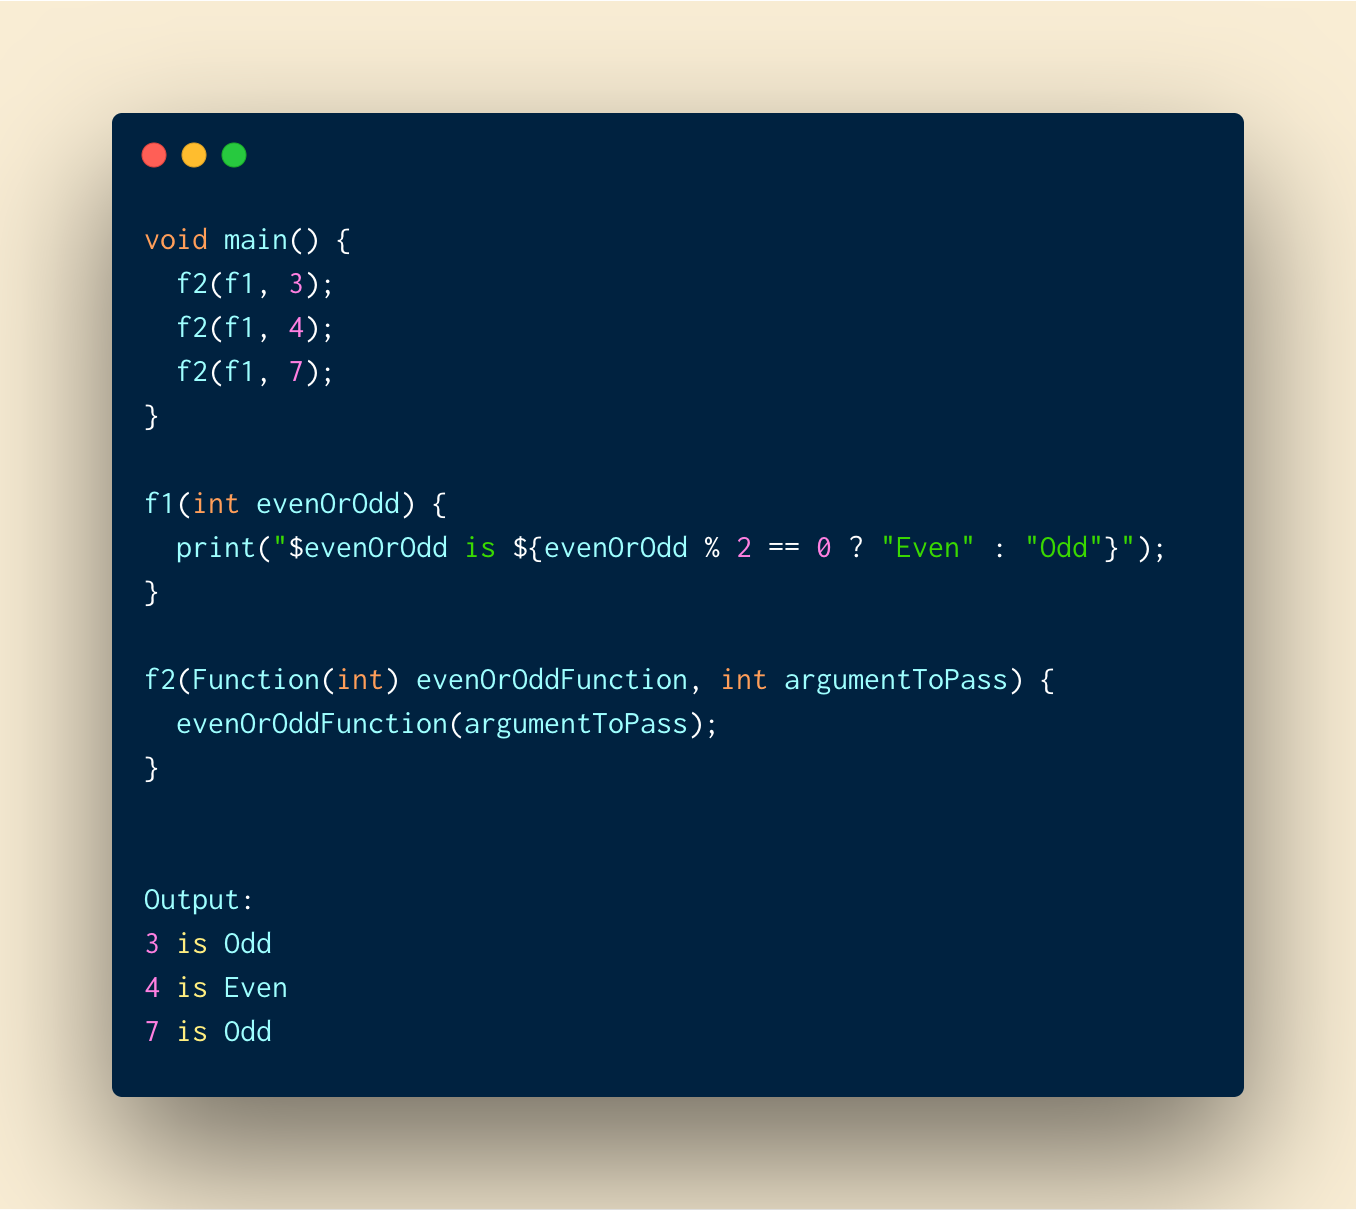 void main() {
  f2(f1, 3);
  f2(f1, 4);
  f2(f1, 7);
}

f1(int evenOrOdd) {
  print("$evenOrOdd is ${evenOrOdd % 2 == 0 ? "Even" : "Odd"}");
}

f2(Function(int) evenOrOddFunction, int argumentToPass) {
  evenOrOddFunction(argumentToPass);
}

Output:
3 is Odd
4 is Even
7 is Odd